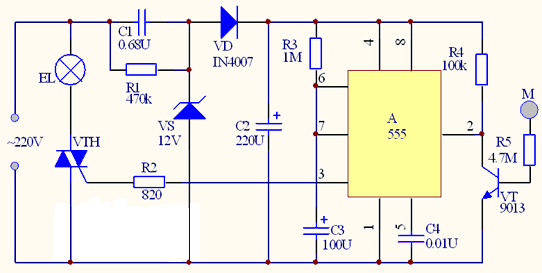 C1
0.68U
VD
IN4007
R3
1M
4
8
R4
100k
EL
R1
470k
6
M
VS
12V
C2
220U
+
A
555
7
2
R5
4.7M
~220V
VTH
R2
820
3
VT
9013
+
C3
100U
1
5
C4
0.01U